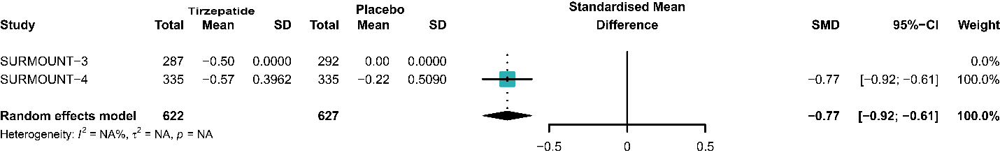 Tirzepatide Placebo Standardised Mean
Study Total Mean SD Total Mean SD Difference SMD 95%−CI Weight
SURMOUNT−3 287 −0.50 0.0000 292 0.00 0.0000 0.0%
SURMOUNT−4 335 −0.57 0.3962 335 −0.22 0.5090 −0.77 [−0.92; −0.61] 100.0%
Random effects model 622 627 −0.77 [−0.92; −0.61] 100.0%
Heterogeneity: I² = NA%, τ² = NA, p = NA
−0.5 0 0.5